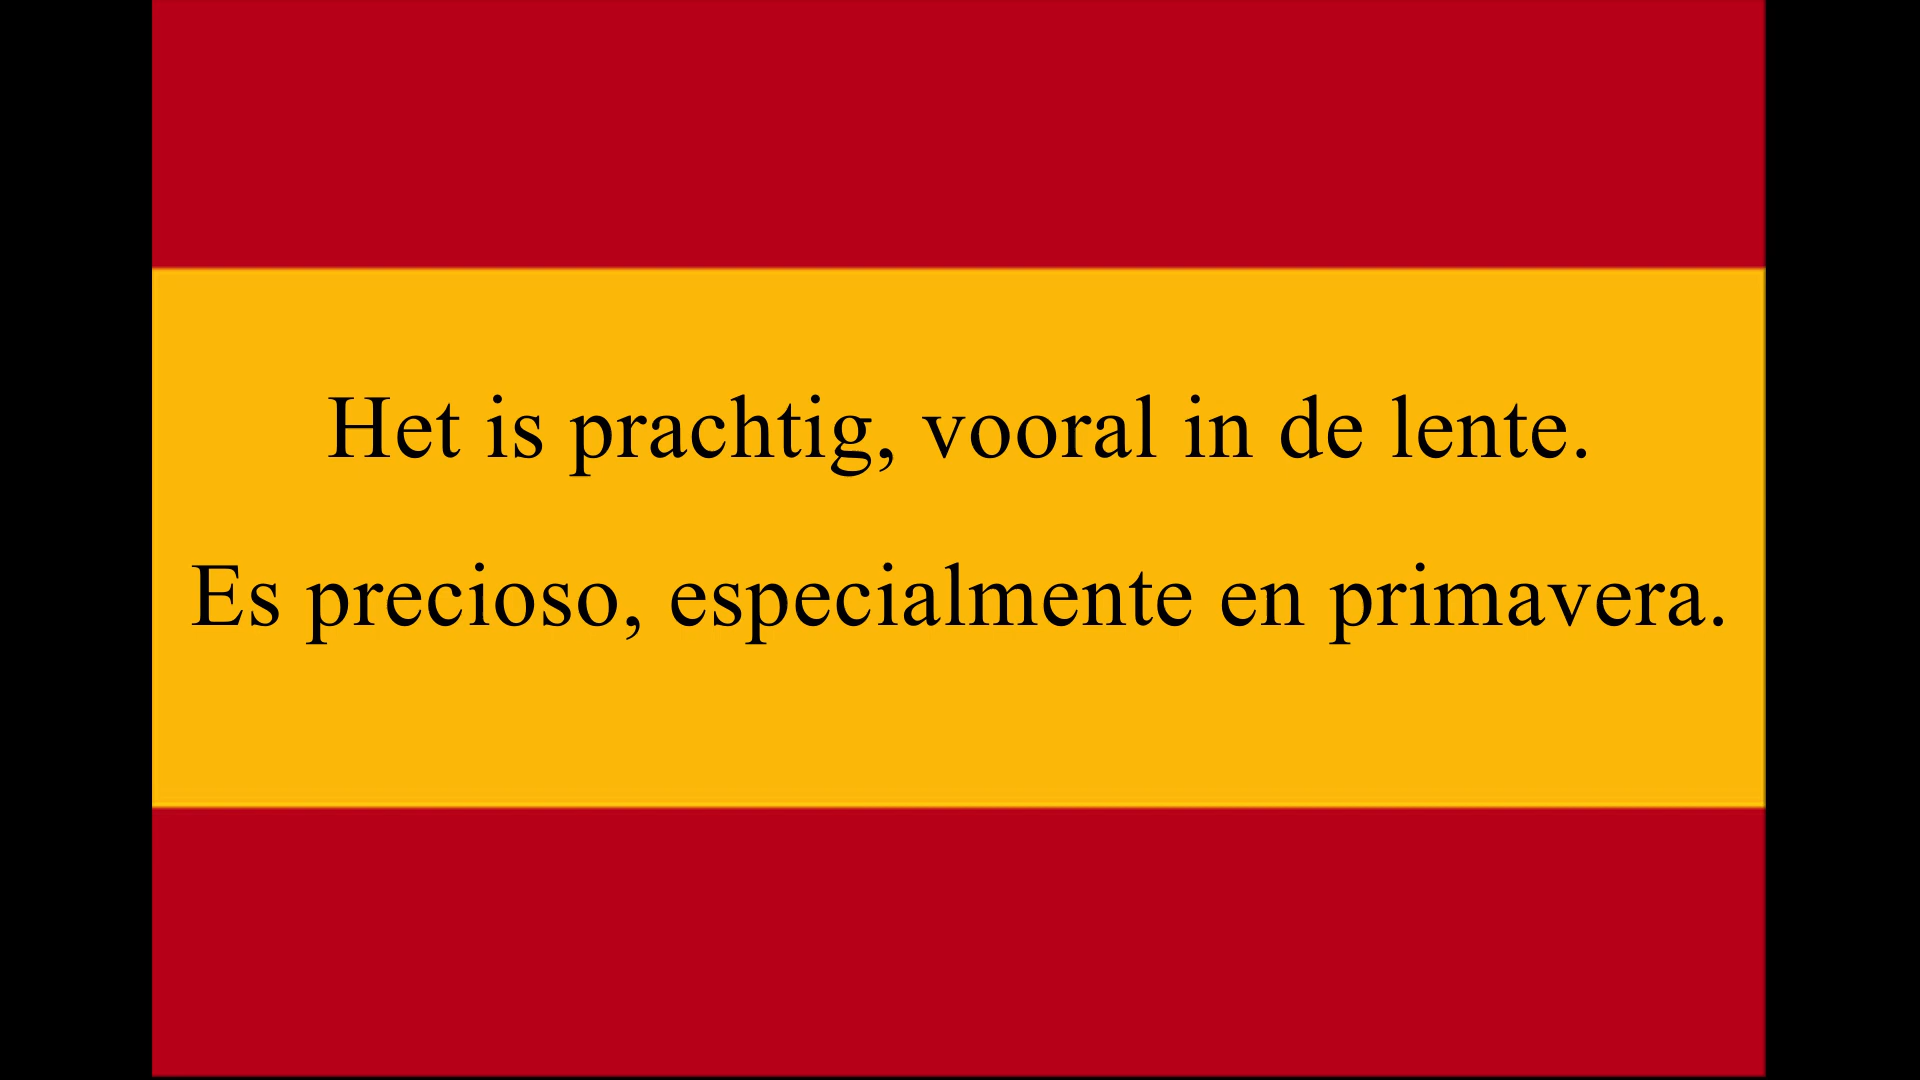 Het is prachtig, vooral in de lente.
Es precioso, especialmente en primavera.